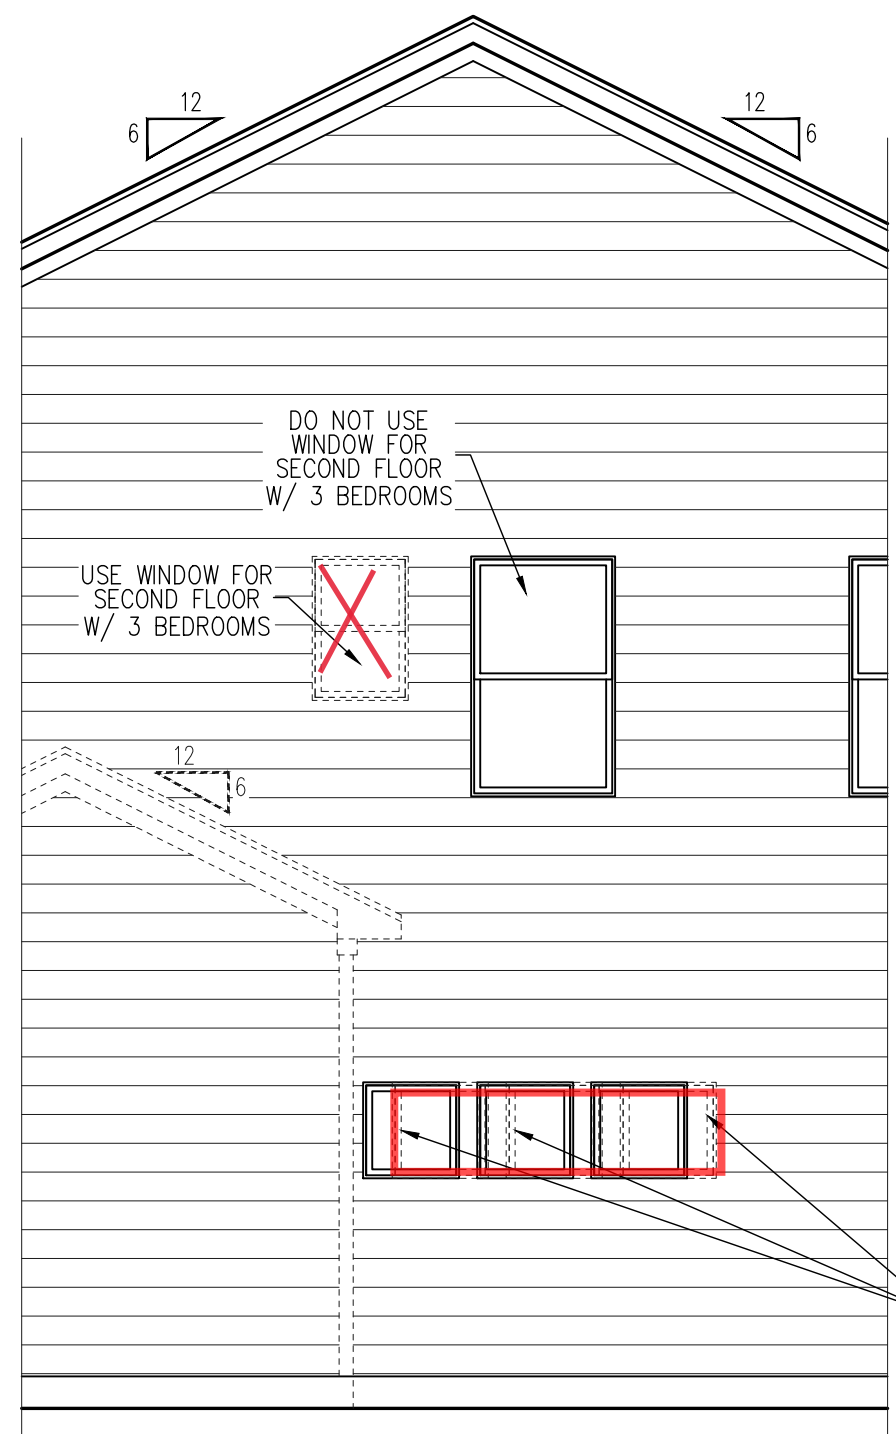 12
6
12
6
DO NOT USE
WINDOW FOR
SECOND FLOOR
W/ 3 BEDROOMS
USE WINDOW FOR
SECOND FLOOR
W/ 3 BEDROOMS
12
6